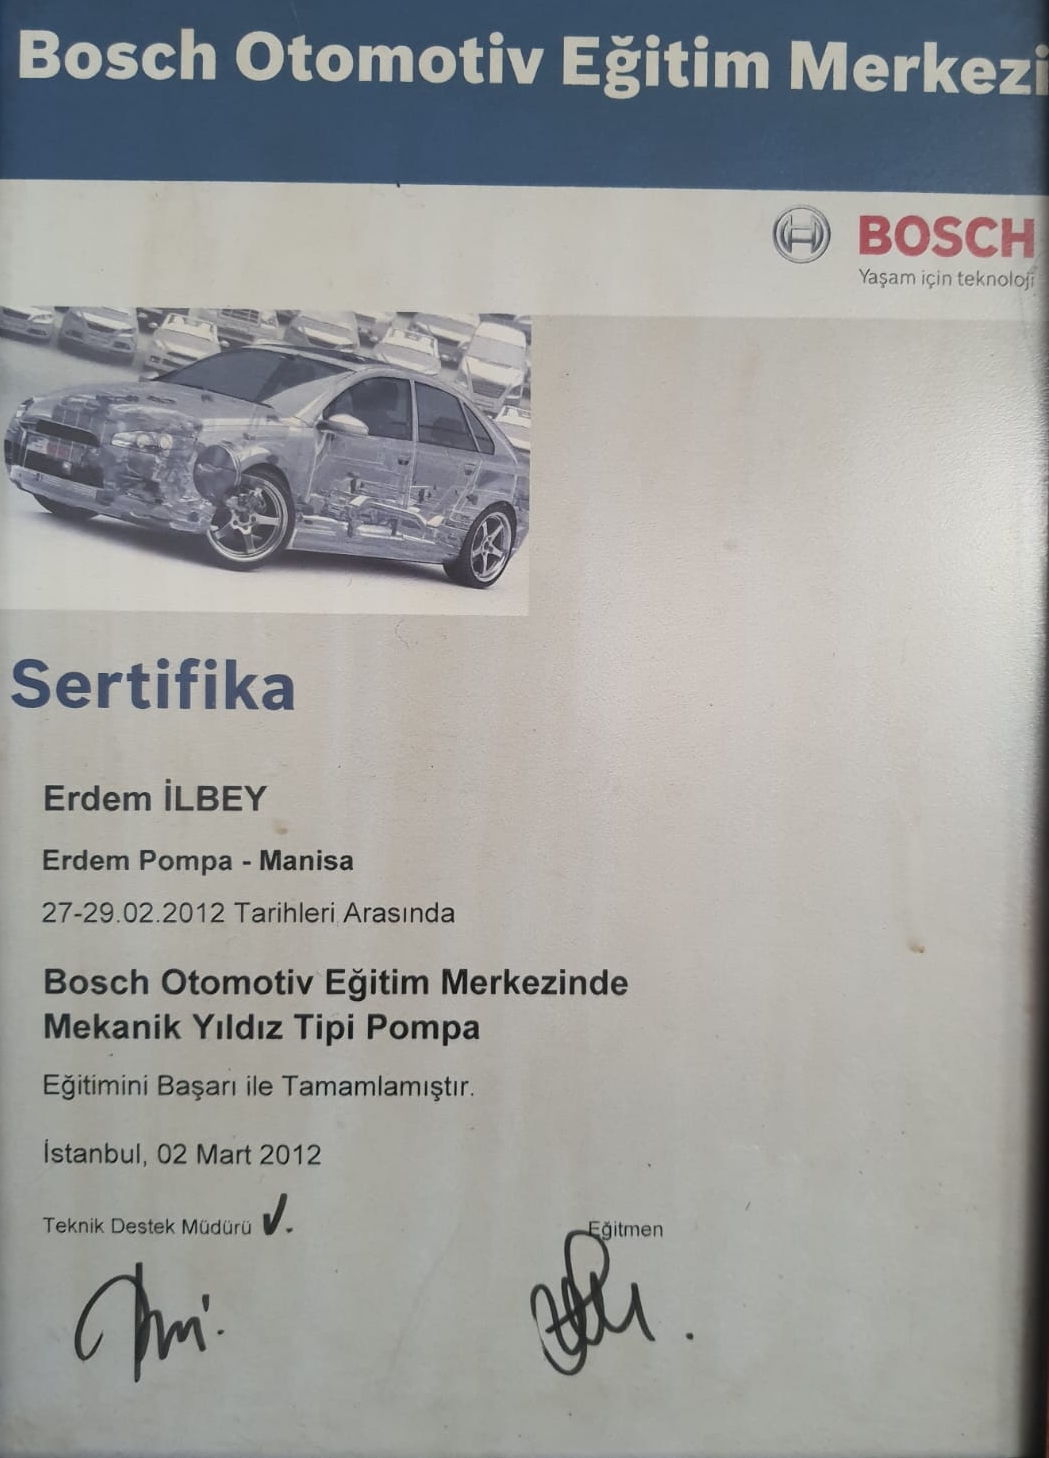 Bosch Otomotiv Eğitim Merkezi
BOSCH
Yaşam için teknoloji
Sertifika
Erdem İLBEY
Erdem Pompa - Manisa
27-29.02.2012 Tarihleri Arasında
Bosch Otomotiv Eğitim Merkezinde
Mekanik Yıldız Tipi Pompa
Eğitimini Başarı ile Tamamlamıştır.
İstanbul, 02 Mart 2012
Teknik Destek Müdürü
Eğitmen